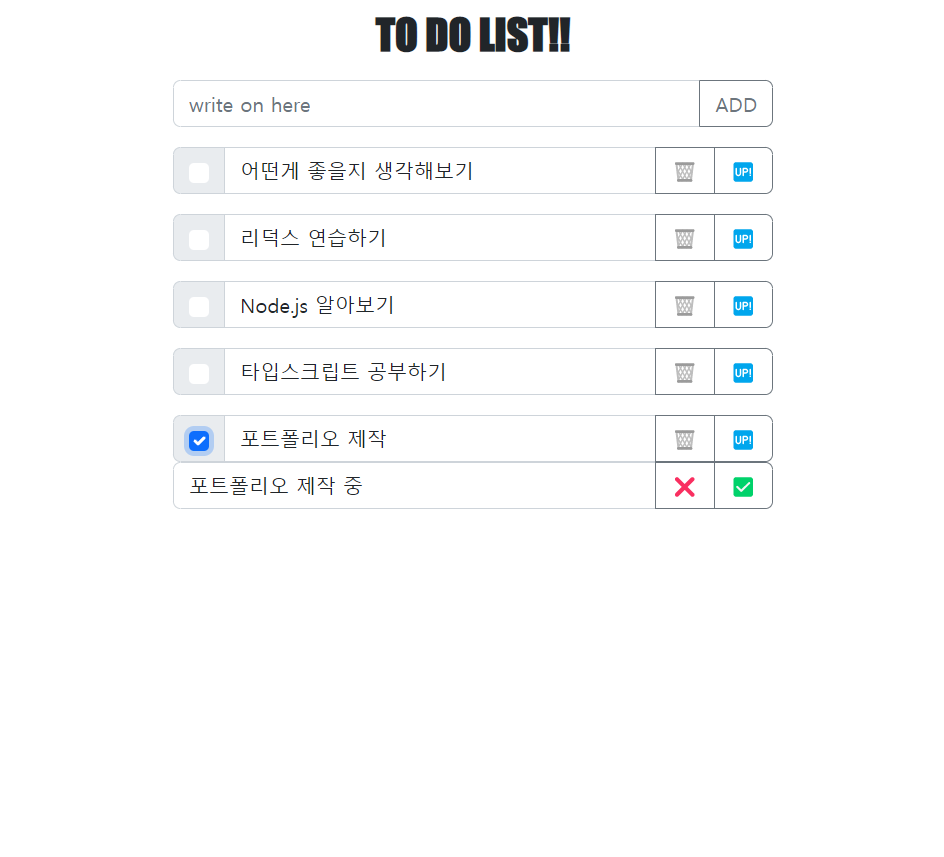 TO DO LIST!!
write on here ADD
어떤게 좋을지 생각해보기 UP!
리덕스 연습하기 UP!
Node.js 알아보기 UP!
타입스크립트 공부하기 UP!
포트폴리오 제작 UP!
포트폴리오 제작 중